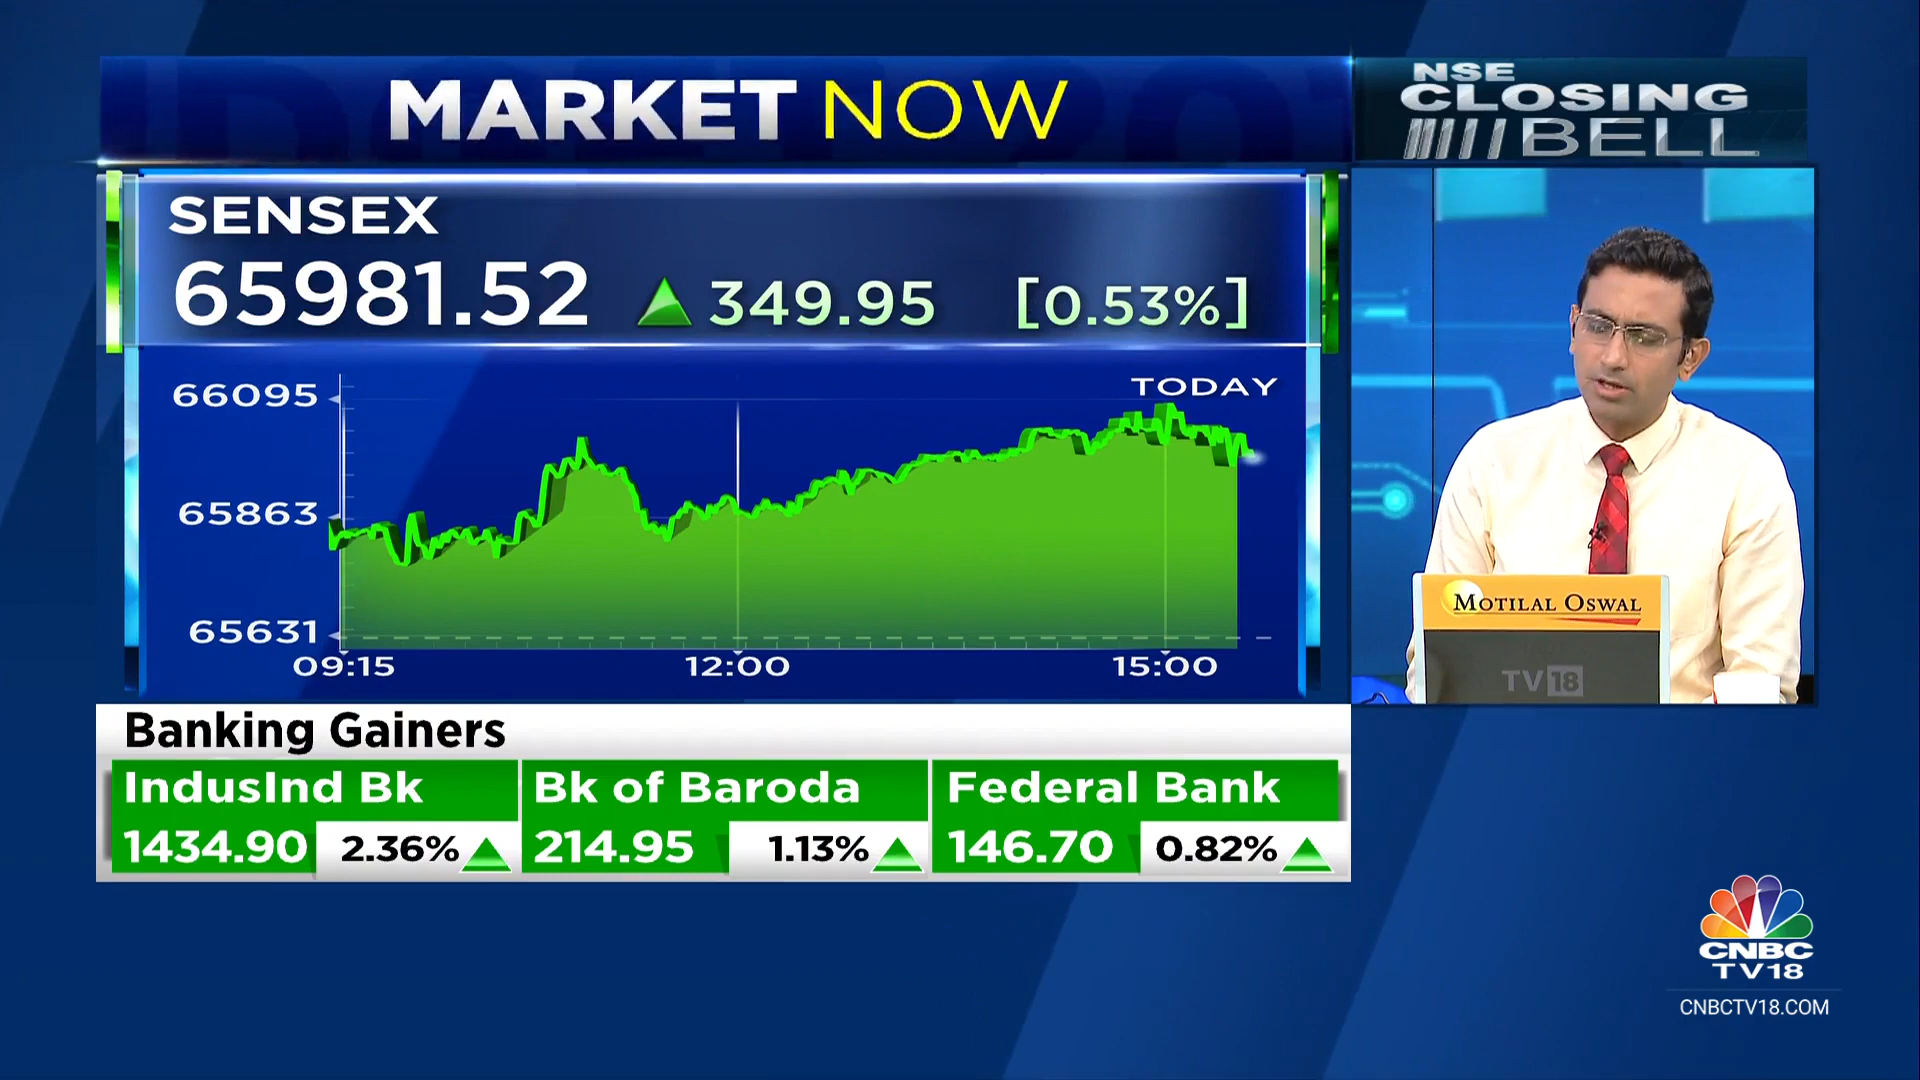 MARKET NOW
NSE
CLOSING
BELL
SENSEX
65981.52 349.95 [0.53%]
TODAY
66095
65863
65631
09:15 12:00 15:00
MOTILAL OSWAL
TV18
Banking Gainers
IndusInd Bk
1434.90 2.36%
Bk of Baroda
214.95 1.13%
Federal Bank
146.70 0.82%
CNBC
TV18
CNBCTV18.COM